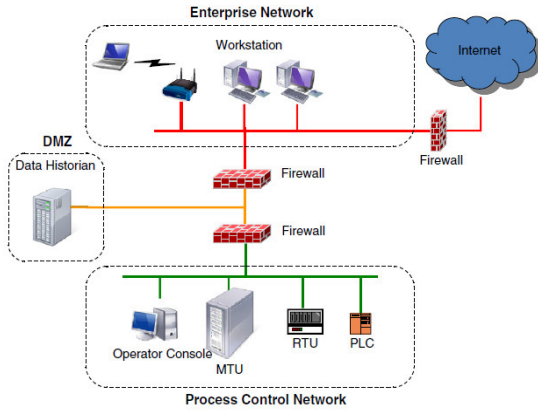 Enterprise Network
Workstation
Internet
Firewall
DMZ
Data Historian
Firewall
Firewall
Operator Console
MTU
RTU
PLC
Process Control Network